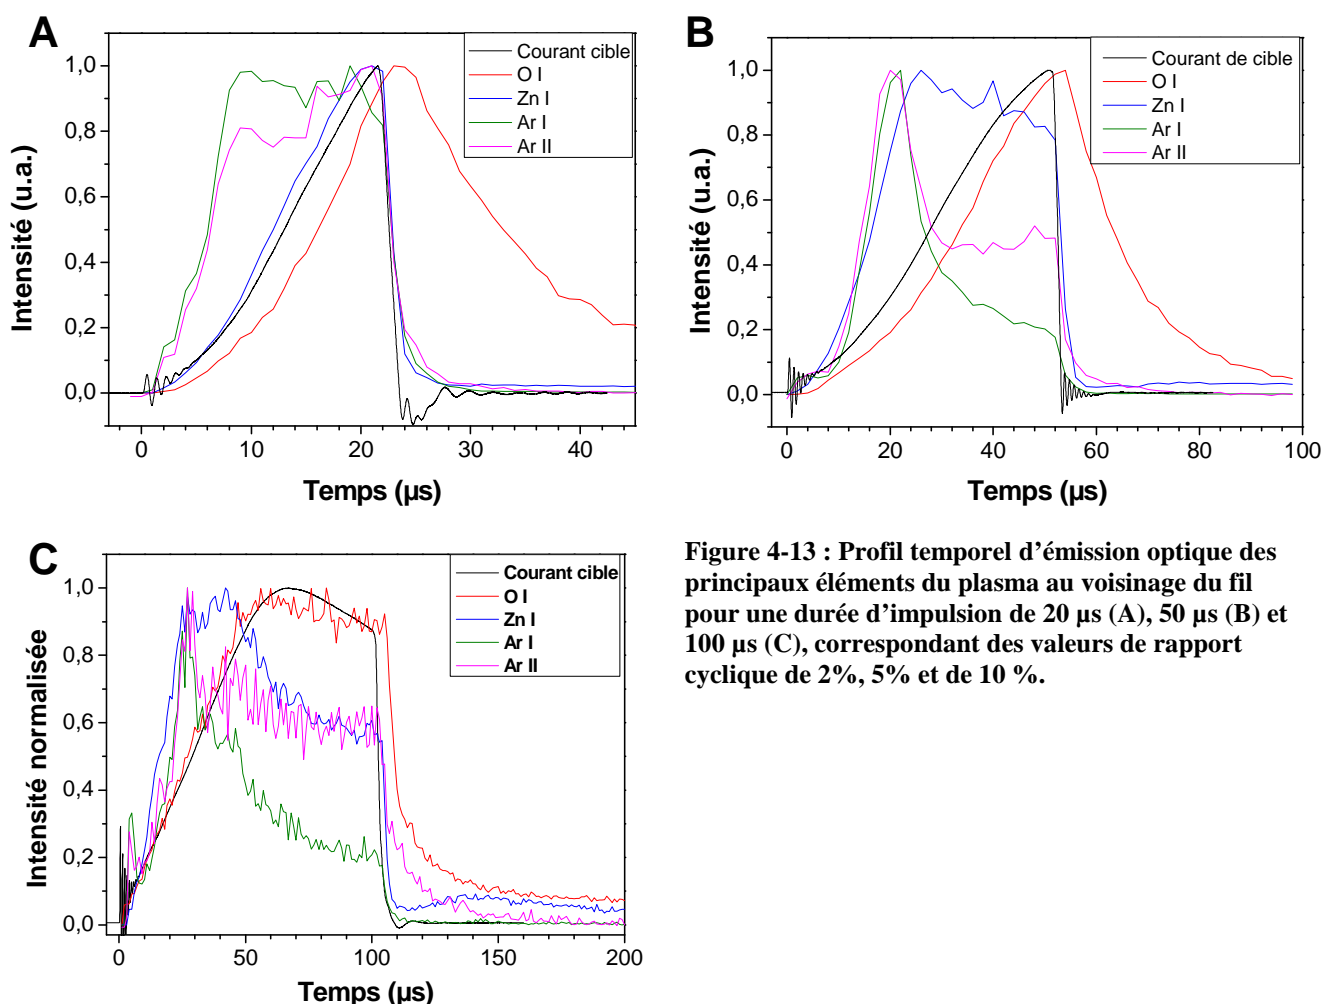 A
Courant cible
O I
Zn I
Ar I
Ar II
1,0
0,8
0,6
0,4
0,2
0,0
Intensité (u.a.)
0 10 20 30 40
Temps (µs)
B
Courant de cible
O I
Zn I
Ar I
Ar II
1,0
0,8
0,6
0,4
0,2
0,0
Intensité (u.a.)
0 20 40 60 80 100
Temps (µs)
C
Courant cible
O I
Zn I
Ar I
Ar II
1,0
0,8
0,6
0,4
0,2
0,0
Intensité normalisée
0 50 100 150 200
Temps (µs)
Figure 4-13 : Profil temporel d’émission optique des
principaux éléments du plasma au voisinage du fil
pour une durée d’impulsion de 20 µs (A), 50 µs (B) et
100 µs (C), correspondant des valeurs de rapport
cyclique de 2%, 5% et de 10 %.